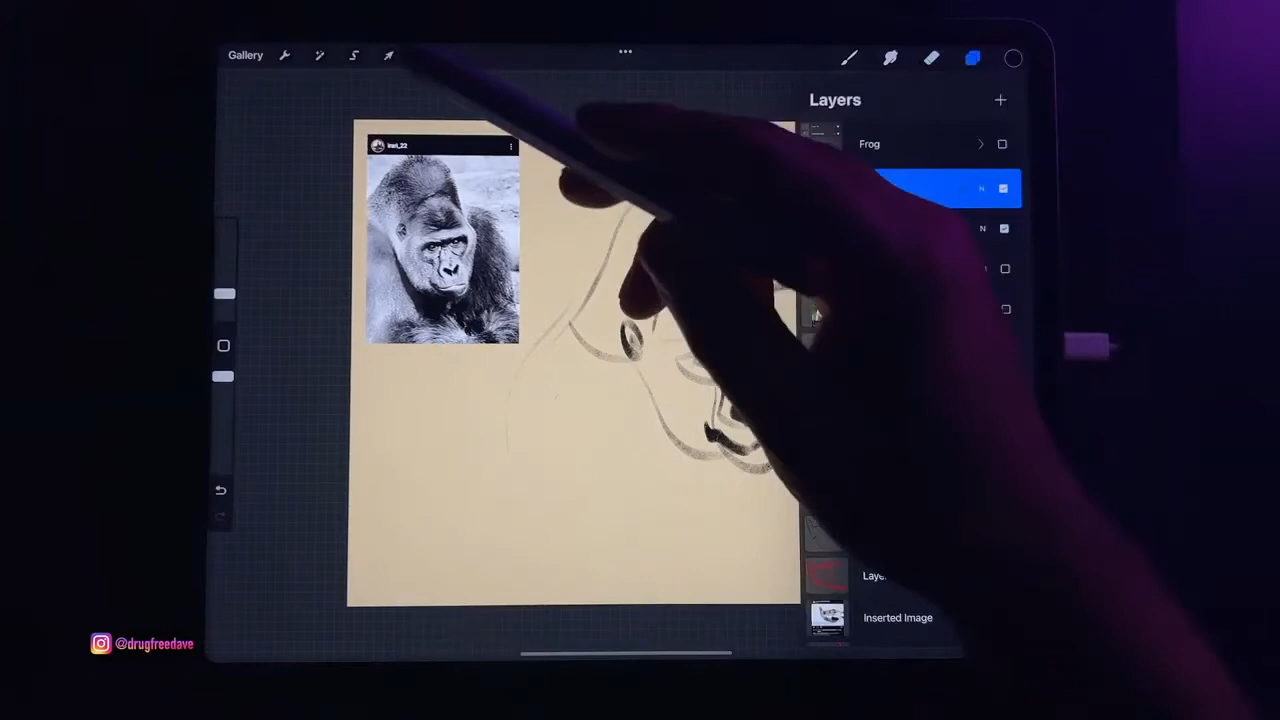 Gallery
Layers
Frog
N
N
Laye
Inserted Image
@drugfreedave